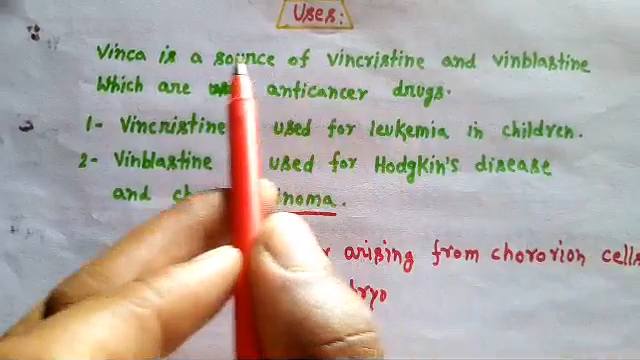 Uses:
Vinca is a source of vincristine and vinblastine
Which are anticancer drugs.
1- Vincristine used for leukemia in children.
2- Vinblastine used for Hodgkin's disease
and
arising from chororion cells